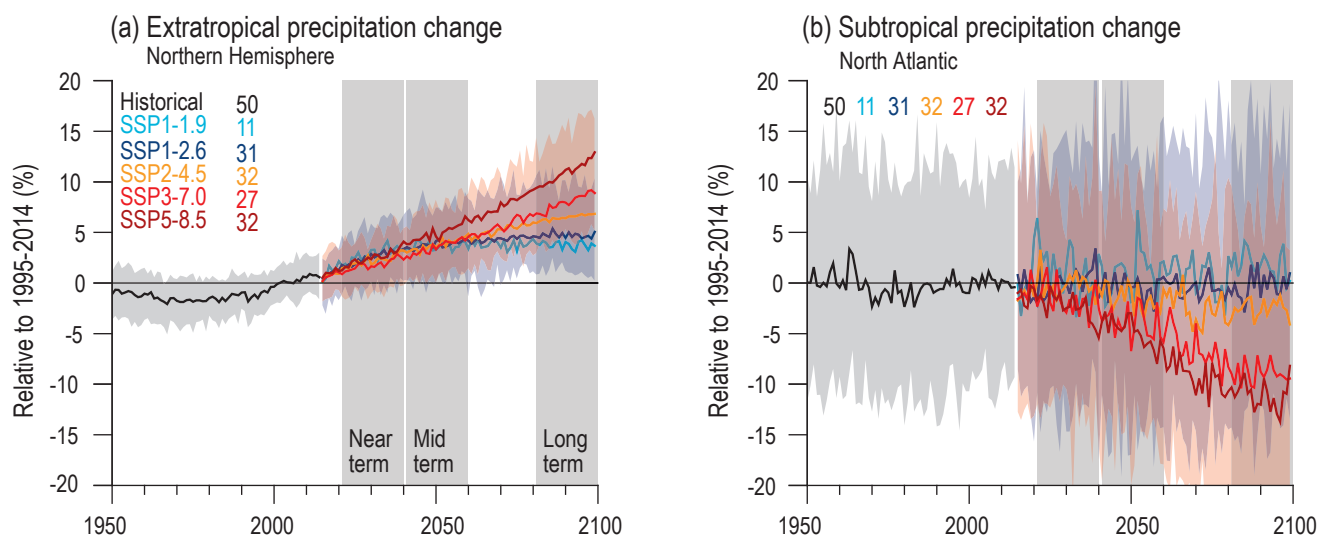 (a) Extratropical precipitation change
Northern Hemisphere
Relative to 1995-2014 (%)
20
15
10
5
0
-5
-10
-15
-20
Historical 50
SSP1-1.9 11
SSP1-2.6 31
SSP2-4.5 32
SSP3-7.0 27
SSP5-8.5 32
Near term
Mid term
Long term
1950 2000 2050 2100
(b) Subtropical precipitation change
North Atlantic
Relative to 1995-2014 (%)
20
15
10
5
0
-5
-10
-15
-20
50 11 31 32 27 32
1950 2000 2050 2100